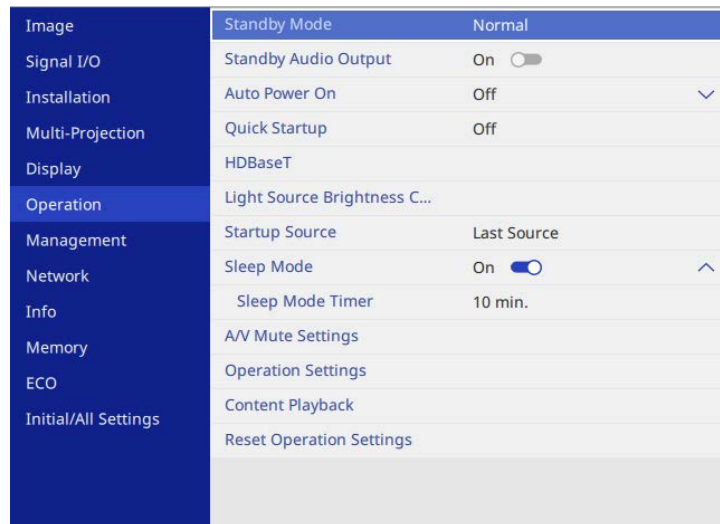 Image
Signal I/O
Installation
Multi-Projection
Display
Operation
Management
Network
Info
Memory
ECO
Initial/All Settings
Standby Mode Normal
Standby Audio Output On
Auto Power On Off
Quick Startup Off
HDBaseT
Light Source Brightness C...
Startup Source Last Source
Sleep Mode On
Sleep Mode Timer 10 min.
A/V Mute Settings
Operation Settings
Content Playback
Reset Operation Settings